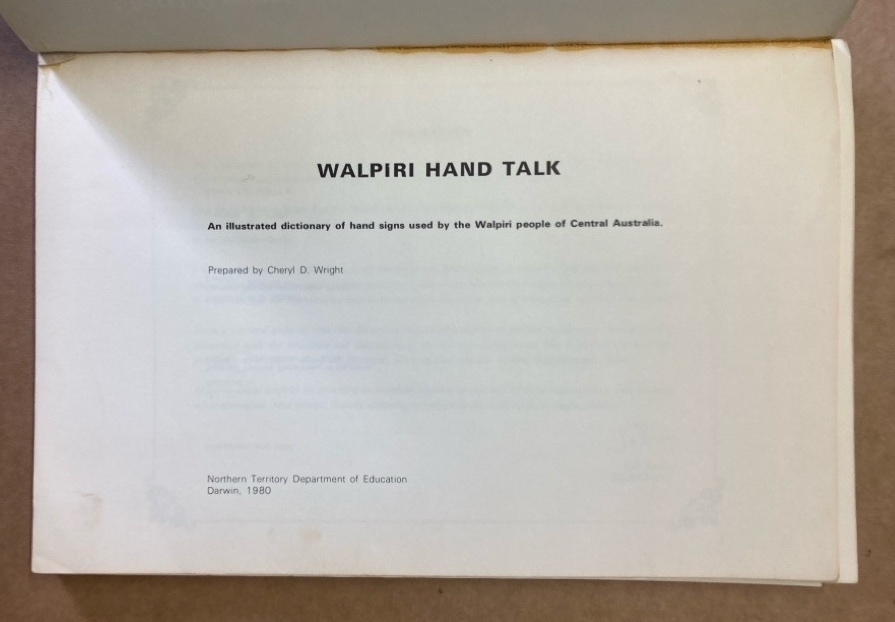 WALPIRI HAND TALK
An illustrated dictionary of hand signs used by the Walpiri people of Central Australia.
Prepared by Cheryl D. Wright
Northern Territory Department of Education
Darwin, 1980